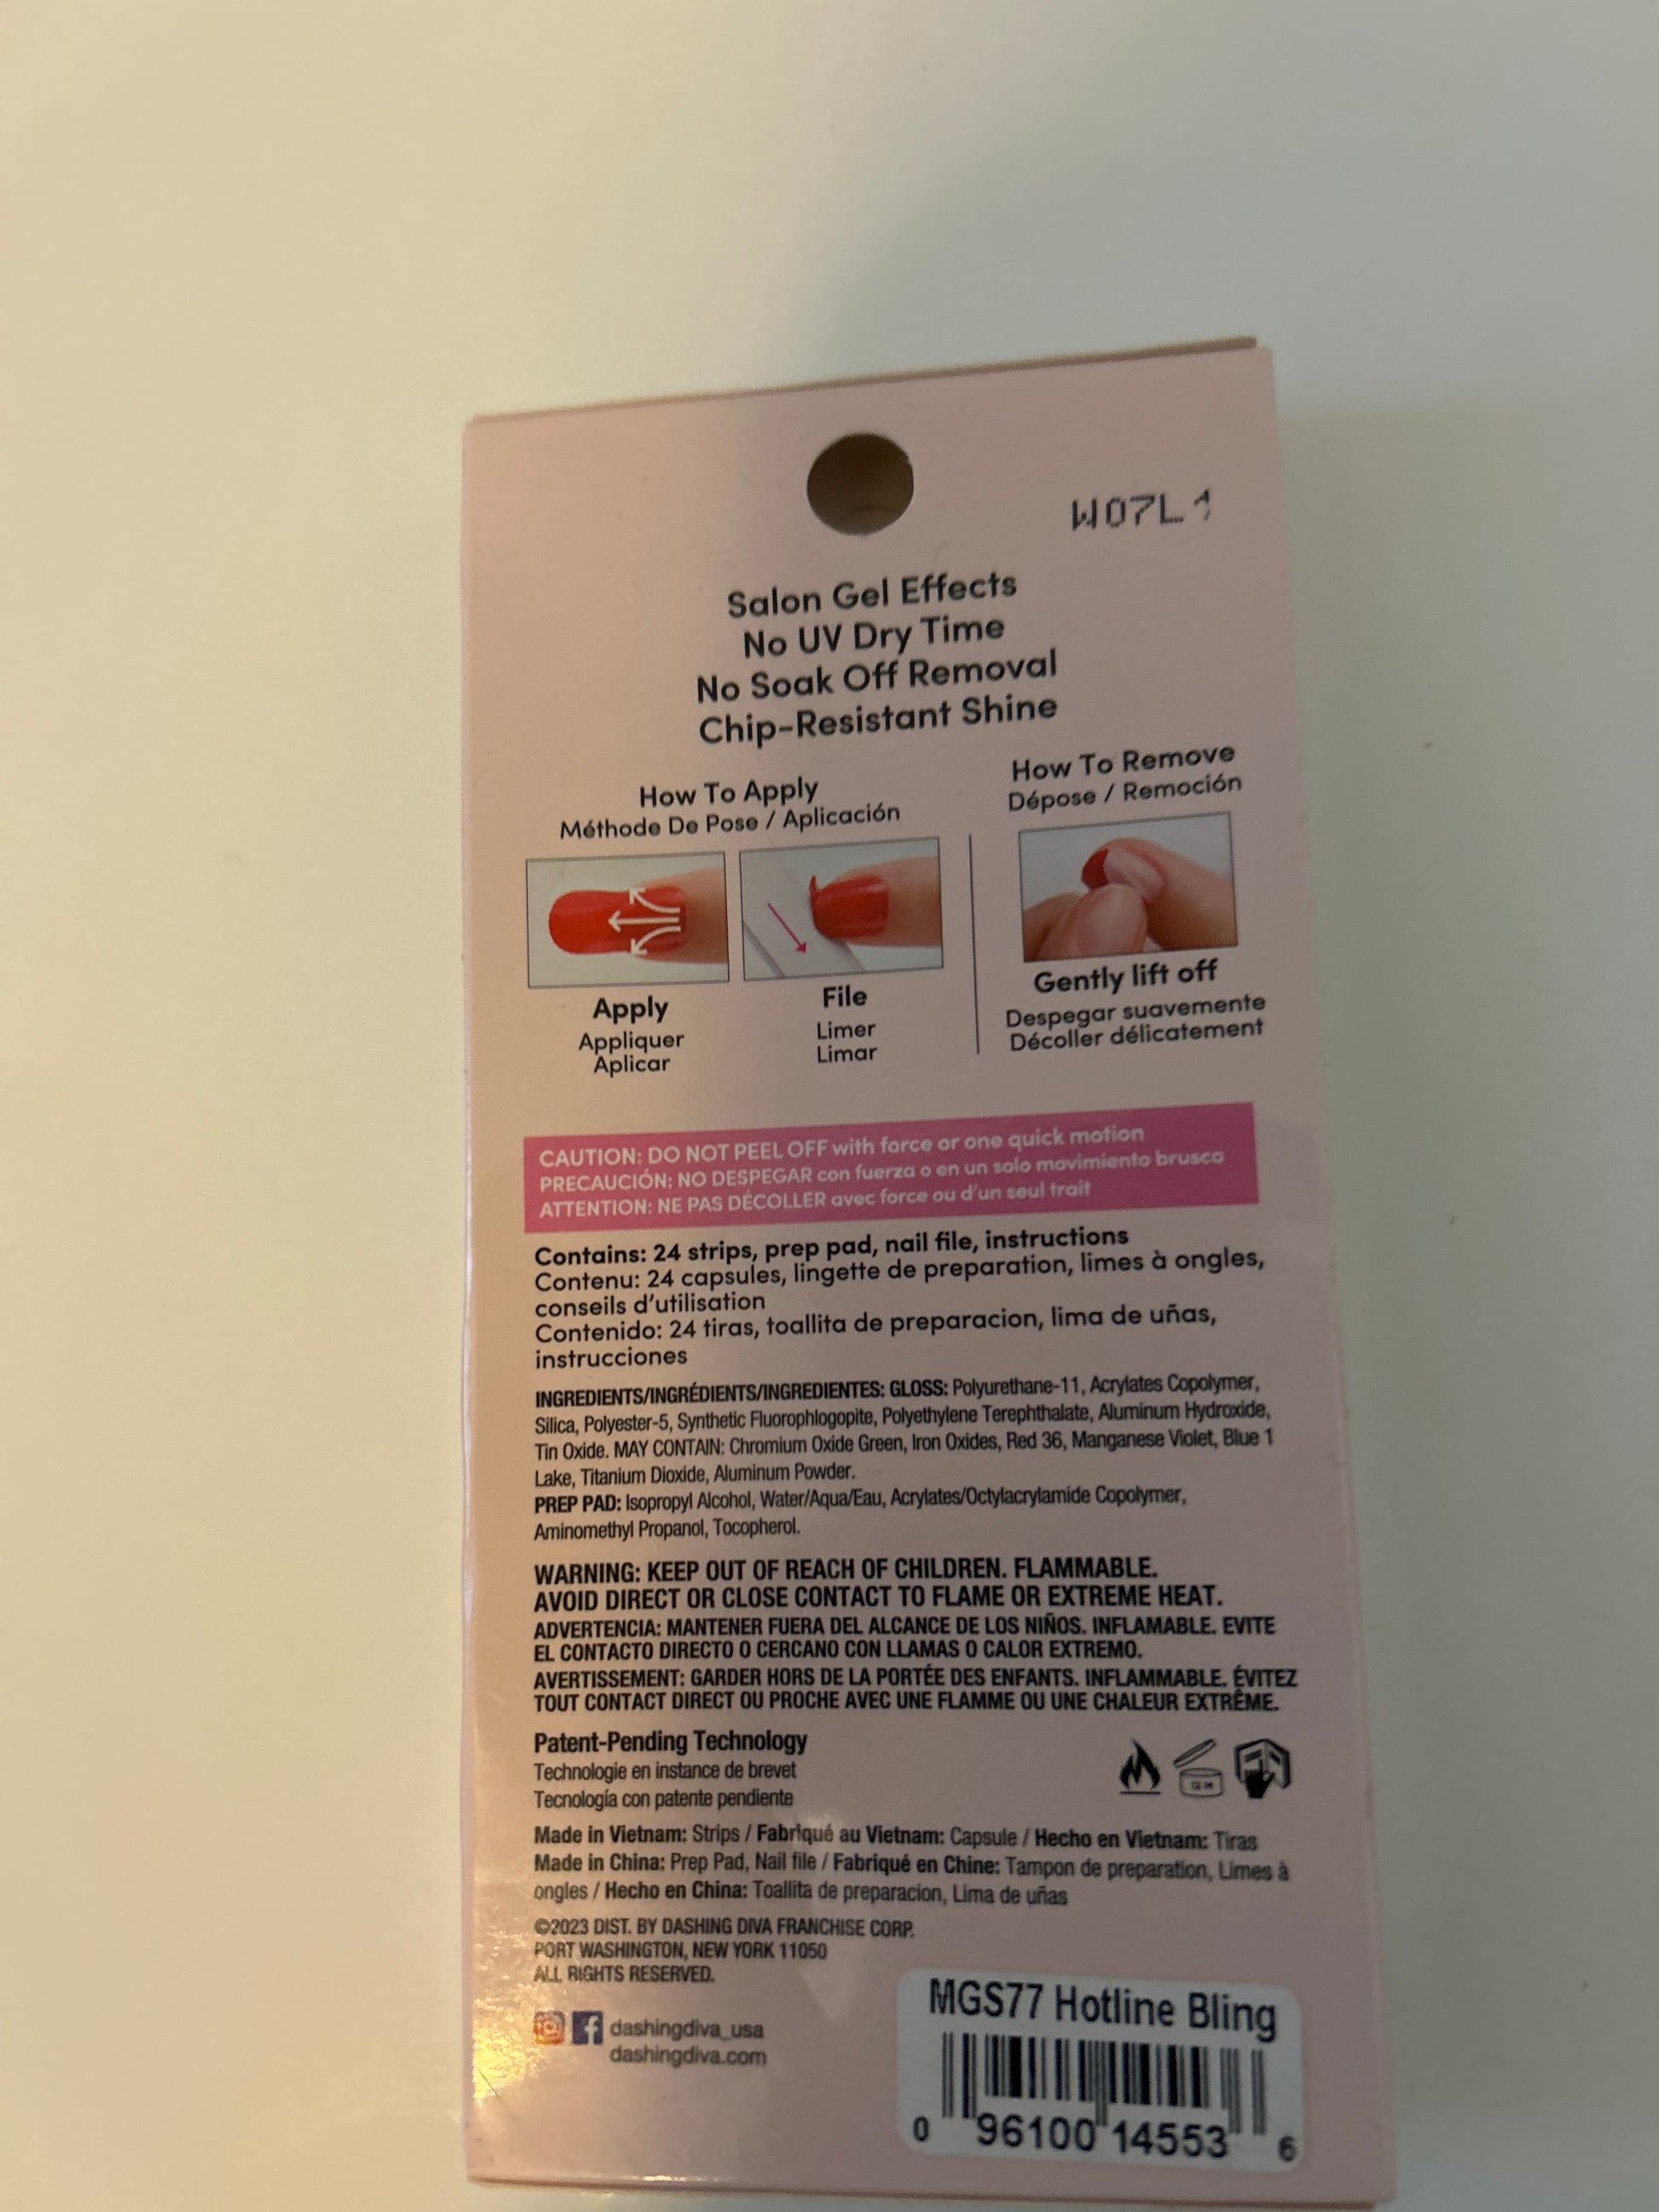 W07L1
Salon Gel Effects
No UV Dry Time
No Soak Off Removal
Chip-Resistant Shine
How To Apply
Méthode De Pose / Aplicación
How To Remove
Dépose / Remoción
Apply
Appliquer
Aplicar
File
Limer
Limar
Gently lift off
Despegar suavemente
Décoller délicatement
CAUTION: DO NOT PEEL OFF with force or one quick motion
PRECAUCIÓN: NO DESPEGAR con fuerza o en un solo movimiento brusco
ATTENTION: NE PAS DÉCOLLER avec force ou d'un seul trait
Contains: 24 strips, prep pad, nail file, instructions
Contenu: 24 capsules, lingette de preparation, limes à ongles,
conseils d'utilisation
Contenido: 24 tiras, toallita de preparacion, lima de uñas,
instrucciones
INGREDIENTS/INGRÉDIENTS/INGREDIENTES: GLOSS: Polyurethane-11, Acrylates Copolymer,
Silica, Polyester-5, Synthetic Fluorophlogopite, Polyethylene Terephthalate, Aluminum Hydroxide,
Tin Oxide. MAY CONTAIN: Chromium Oxide Green, Iron Oxides, Red 36, Manganese Violet, Blue 1
Lake, Titanium Dioxide, Aluminum Powder.
PREP PAD: Isopropyl Alcohol, Water/Aqua/Eau, Acrylates/Octylacrylamide Copolymer,
Aminomethyl Propanol, Tocopherol.
WARNING: KEEP OUT OF REACH OF CHILDREN. FLAMMABLE.
AVOID DIRECT OR CLOSE CONTACT TO FLAME OR EXTREME HEAT.
ADVERTENCIA: MANTENER FUERA DEL ALCANCE DE LOS NIÑOS. INFLAMABLE. EVITE
EL CONTACTO DIRECTO O CERCANO CON LLAMAS O CALOR EXTREMO.
AVERTISSEMENT: GARDER HORS DE LA PORTÉE DES ENFANTS. INFLAMMABLE. ÉVITEZ
TOUT CONTACT DIRECT OU PROCHE AVEC UNE FLAMME OU UNE CHALEUR EXTRÊME.
Patent-Pending Technology
Technologie en instance de brevet
Tecnología con patente pendiente
12 M
Made in Vietnam: Strips / Fabriqué au Vietnam: Capsule / Hecho en Vietnam: Tiras
Made in China: Prep Pad, Nail file / Fabriqué en Chine: Tampon de preparation, Limes à
ongles / Hecho en China: Toallita de preparacion, Lima de uñas
©2023 DIST. BY DASHING DIVA FRANCHISE CORP.
PORT WASHINGTON, NEW YORK 11050
ALL RIGHTS RESERVED.
dashingdiva_usa
dashingdiva.com
MGS77 Hotline Bling
0 96100 14553 6